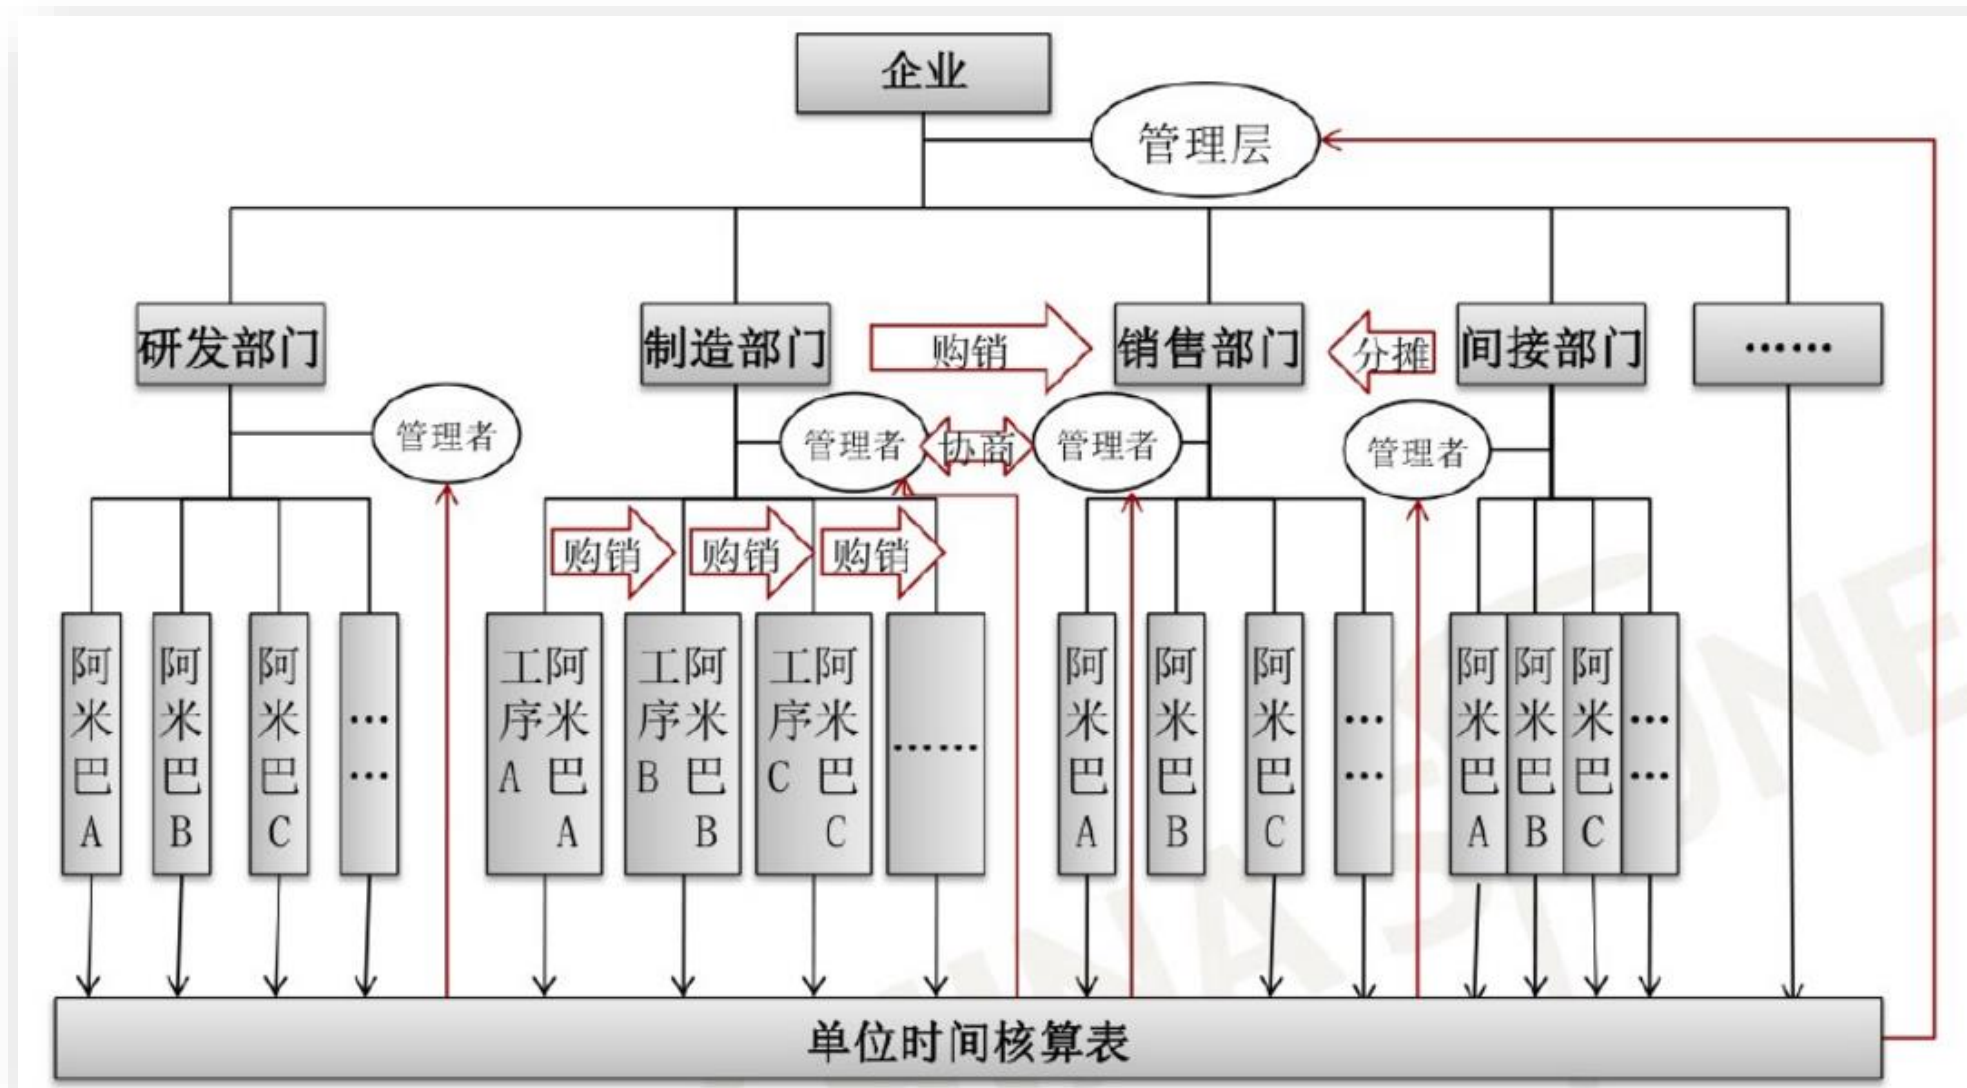 企业
管理层
研发部门
制造部门
购销
销售部门
分摊
间接部门
……
管理者
管理者
协商
管理者
管理者
购销
购销
购销
阿米巴A
阿米巴B
阿米巴C
……
工序A
阿米巴A
工序B
阿米巴B
工序C
阿米巴C
……
阿米巴A
阿米巴B
阿米巴C
……
阿米巴A
阿米巴B
阿米巴C
……
单位时间核算表